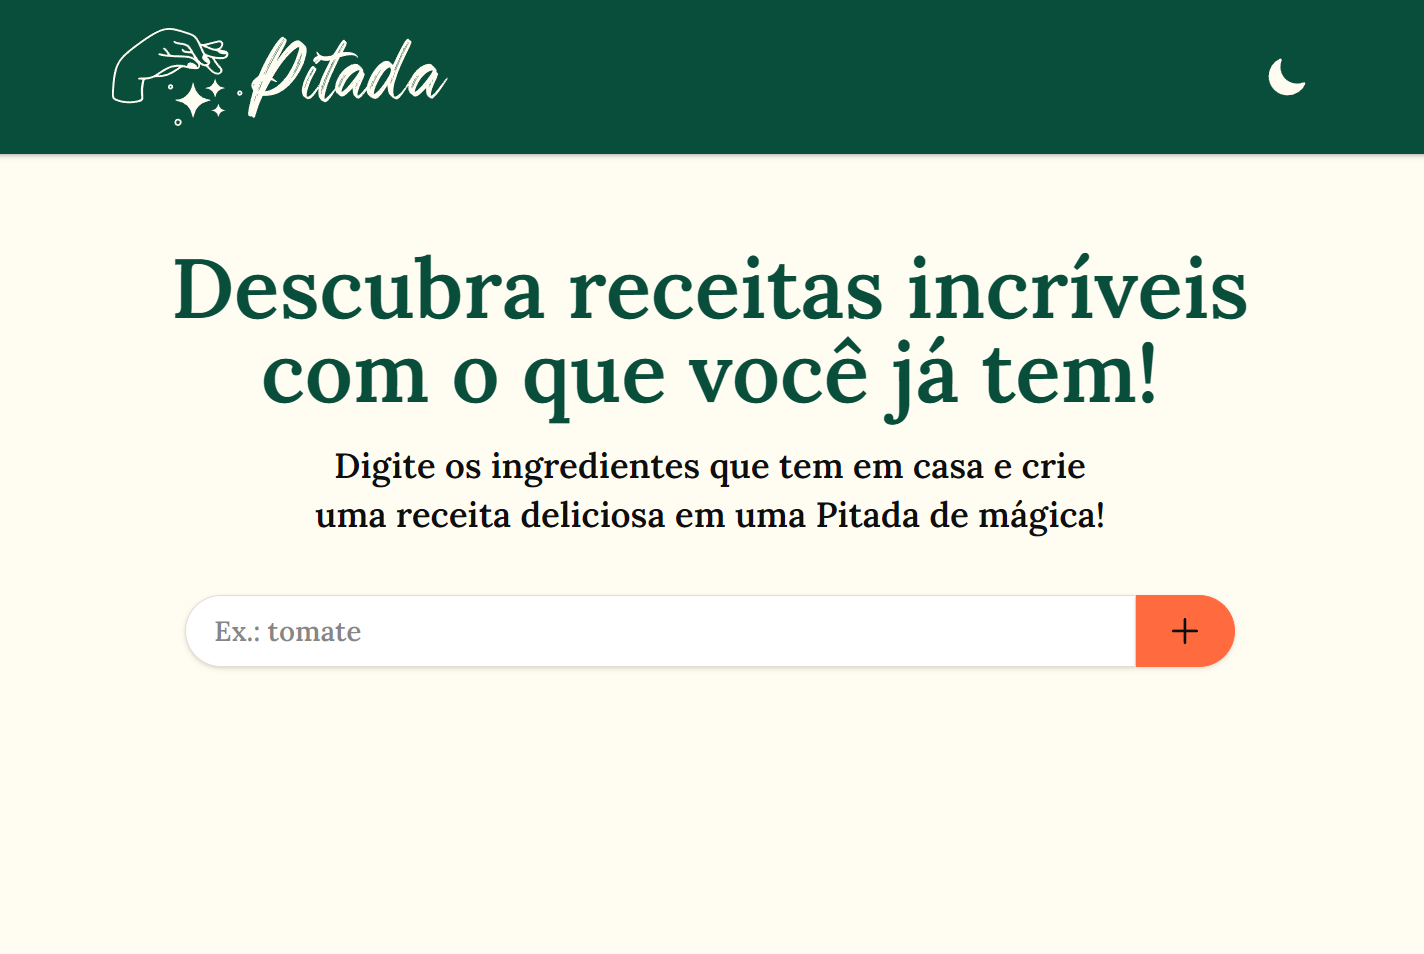 Pitada
Descubra receitas incríveis
com o que você já tem!
Digite os ingredientes que tem em casa e crie
uma receita deliciosa em uma Pitada de mágica!
Ex.: tomate